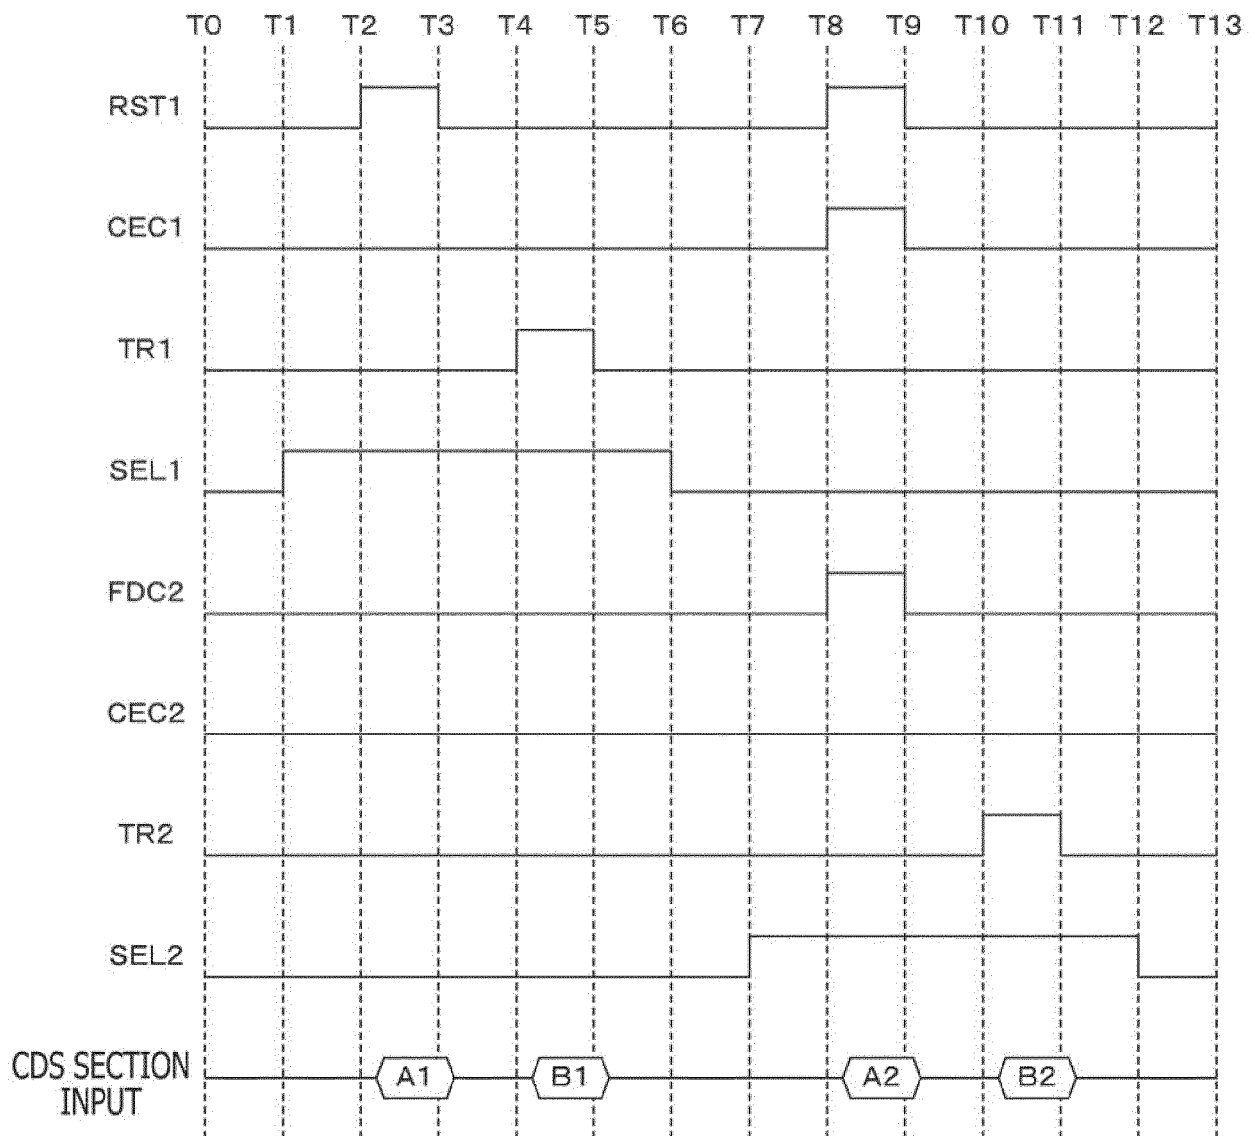 T0 T1 T2 T3 T4 T5 T6 T7 T8 T9 T10 T11 T12 T13
RST1
CEC1
TR1
SEL1
FDC2
CEC2
TR2
SEL2
CDS SECTION
INPUT
A1 B1 A2 B2